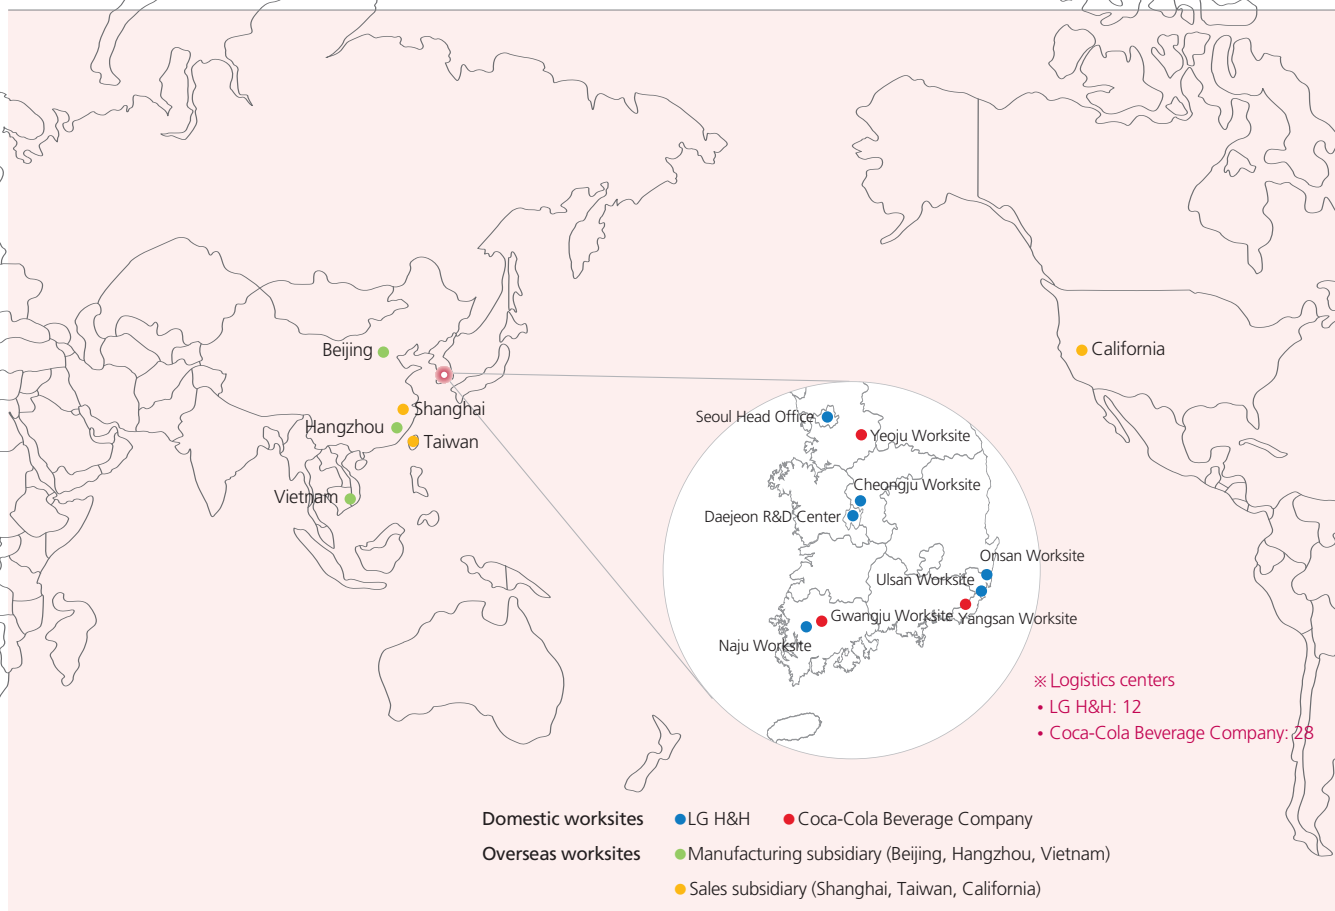 Beijing
Shanghai
Hangzhou
Taiwan
Vietnam
California
Seoul Head Office
Yeoju Worksite
Cheongju Worksite
Daejeon R&D Center
Onsan Worksite
Ulsan Worksite
Gwangju Worksite
Yangsan Worksite
Naju Worksite
※ Logistics centers
• LG H&H: 12
• Coca-Cola Beverage Company: 28
Domestic worksites LG H&H Coca-Cola Beverage Company
Overseas worksites Manufacturing subsidiary (Beijing, Hangzhou, Vietnam)
Sales subsidiary (Shanghai, Taiwan, California)